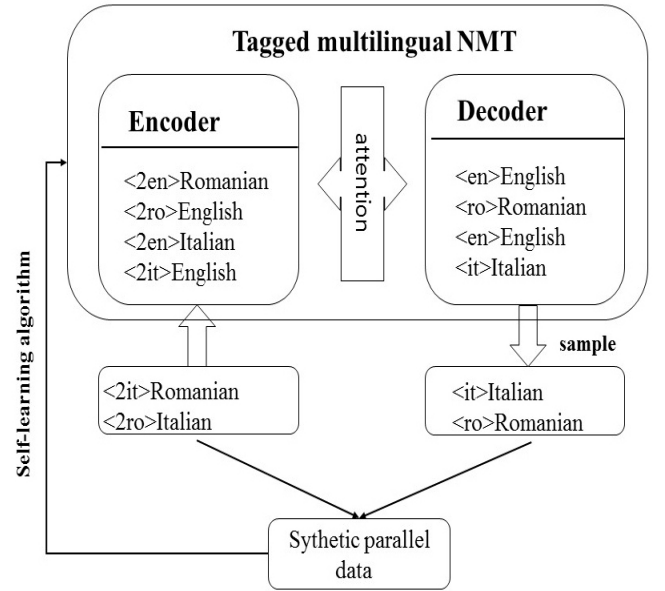 Tagged multilingual NMT
Encoder
<2en>Romanian
<2ro>English
<2en>Italian
<2it>English
attention
Decoder
<en>English
<ro>Romanian
<en>English
<it>Italian
sample
<2it>Romanian
<2ro>Italian
<it>Italian
<ro>Romanian
Sythetic parallel
data
Self-learning algorithm